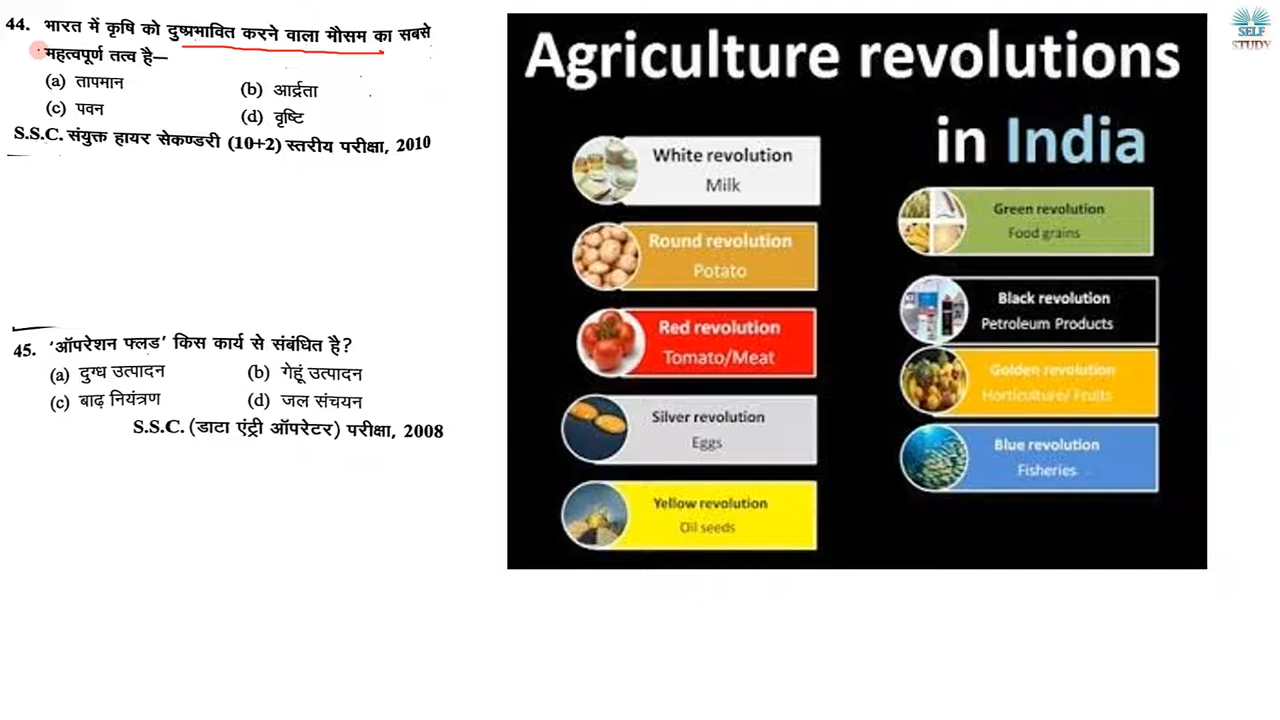 44. भारत में कृषि को दुष्प्रभावित करने वाला मौसम का सबसे
महत्वपूर्ण तत्व है—
(a) तापमान (b) आर्द्रता
(c) पवन (d) वृष्टि
S.S.C. संयुक्त हायर सेकण्डरी (10+2) स्तरीय परीक्षा, 2010
45. ‘ऑपरेशन फ्लड’ किस कार्य से संबंधित है?
(a) दुग्ध उत्पादन (b) गेहूं उत्पादन
(c) बाढ़ नियंत्रण (d) जल संचयन
S.S.C. (डाटा एंट्री ऑपरेटर) परीक्षा, 2008
Agriculture revolutions
in India
White revolution
Milk
Round revolution
Potato
Red revolution
Tomato/Meat
Silver revolution
Eggs
Yellow revolution
Oil seeds
Green revolution
Food grains
Black revolution
Petroleum Products
Golden revolution
Horticulture/ Fruits
Blue revolution
Fisheries
SELF
STUDY